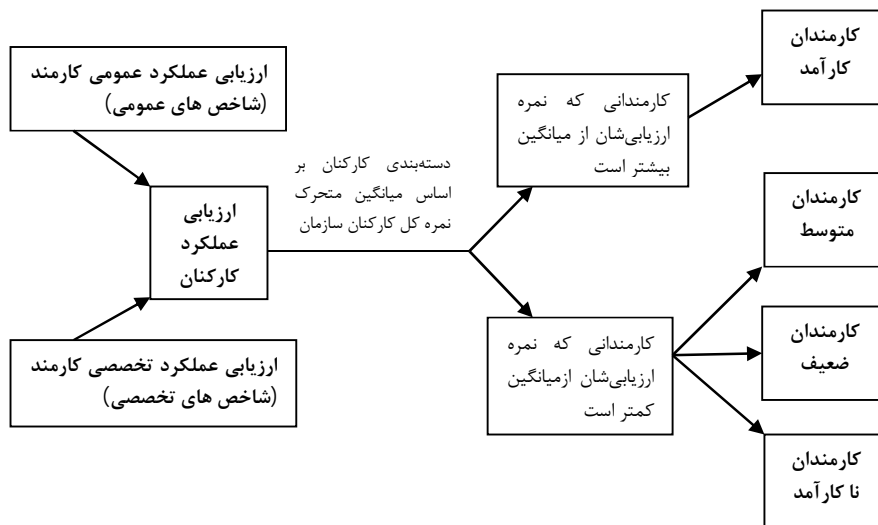 ارزیابی عملکرد عمومی کارمند
(شاخص های عمومی)
ارزیابی عملکرد تخصصی کارمند
(شاخص های تخصصی)
ارزیابی
عملکرد
کارکنان
دسته‌بندی کارکنان بر
اساس میانگین متحرک
نمره کل کارکنان سازمان
کارمندانی که نمره
ارزیابی‌شان از میانگین
بیشتر است
کارمندانی که نمره
ارزیابی‌شان ازمیانگین
کمتر است
کارمندان
کارآمد
کارمندان
متوسط
کارمندان
ضعیف
کارمندان
نا کارآمد